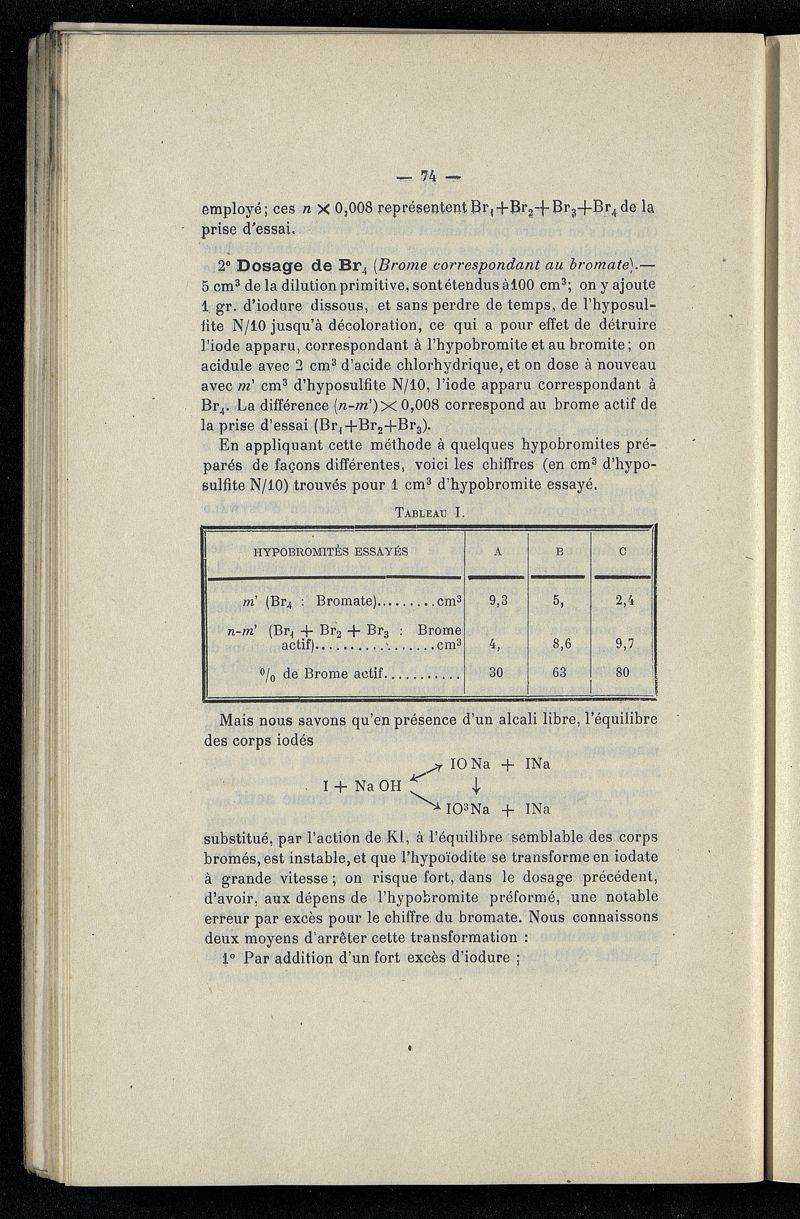 — 74 —
employé; ces n × 0,008 représentent Br₁+Br₂+Br₃+Br₄ de la
prise d'essai.
2° Dosage de Br₄ (Brome correspondant au bromate).—
5 cm³ de la dilution primitive, sont étendus à 100 cm³; on y ajoute
1 gr. d'iodure dissous, et sans perdre de temps, de l'hyposul-
fite N/10 jusqu'à décoloration, ce qui a pour effet de détruire
l'iode apparu, correspondant à l'hypobromite et au bromite; on
acidule avec 2 cm³ d'acide chlorhydrique, et on dose à nouveau
avec m' cm³ d'hyposulfite N/10, l'iode apparu correspondant à
Br₄. La différence (n-m')× 0,008 correspond au brome actif de
la prise d'essai (Br₁+Br₂+Br₃).
En appliquant cette méthode à quelques hypobromites pré-
parés de façons différentes, voici les chiffres (en cm³ d'hypo-
sulfite N/10) trouvés pour 1 cm³ d'hypobromite essayé.
TABLEAU I.
HYPOBROMITÈS ESSAYÉS A B C
m' (Br₄ : Bromate).........cm³ 9,3 5, 2,4
n-m' (Br₁ + Br₂ + Br₃ : Brome
actif)..................cm³ 4, 8,6 9,7
% de Brome actif........... 30 63 80
Mais nous savons qu'en présence d'un alcali libre, l'équilibre
des corps iodés
IO Na + INa
I + Na OH ↓
IO³Na + INa
substitué, par l'action de KI, à l'équilibre semblable des corps
bromés, est instable, et que l'hypoïodite se transforme en iodate
à grande vitesse; on risque fort, dans le dosage précédent,
d'avoir, aux dépens de l'hypobromite préformé, une notable
erreur par excès pour le chiffre du bromate. Nous connaissons
deux moyens d'arrêter cette transformation :
1° Par addition d'un fort excès d'iodure ;